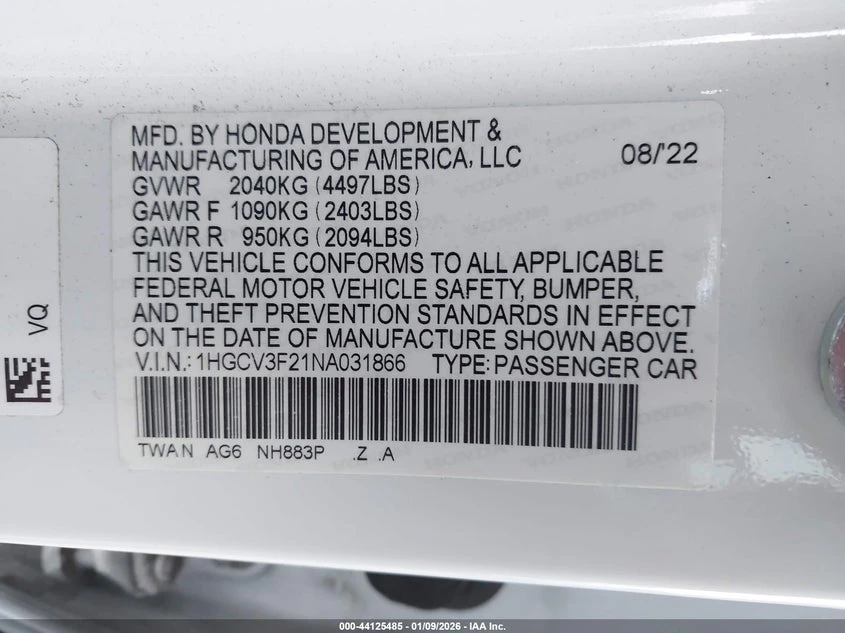 MFD. BY HONDA DEVELOPMENT &
MANUFACTURING OF AMERICA, LLC 08/'22
GVWR 2040KG (4497LBS)
GAWR F 1090KG (2403LBS)
GAWR R 950KG (2094LBS)
THIS VEHICLE CONFORMS TO ALL APPLICABLE
FEDERAL MOTOR VEHICLE SAFETY, BUMPER,
AND THEFT PREVENTION STANDARDS IN EFFECT
ON THE DATE OF MANUFACTURE SHOWN ABOVE.
V.I.N.: 1HGCV3F21NA031866 TYPE: PASSENGER CAR
TWAN AG6 NH883P .Z .A
VQ
000-44125485 | 01/09/2026 | IAA Inc.